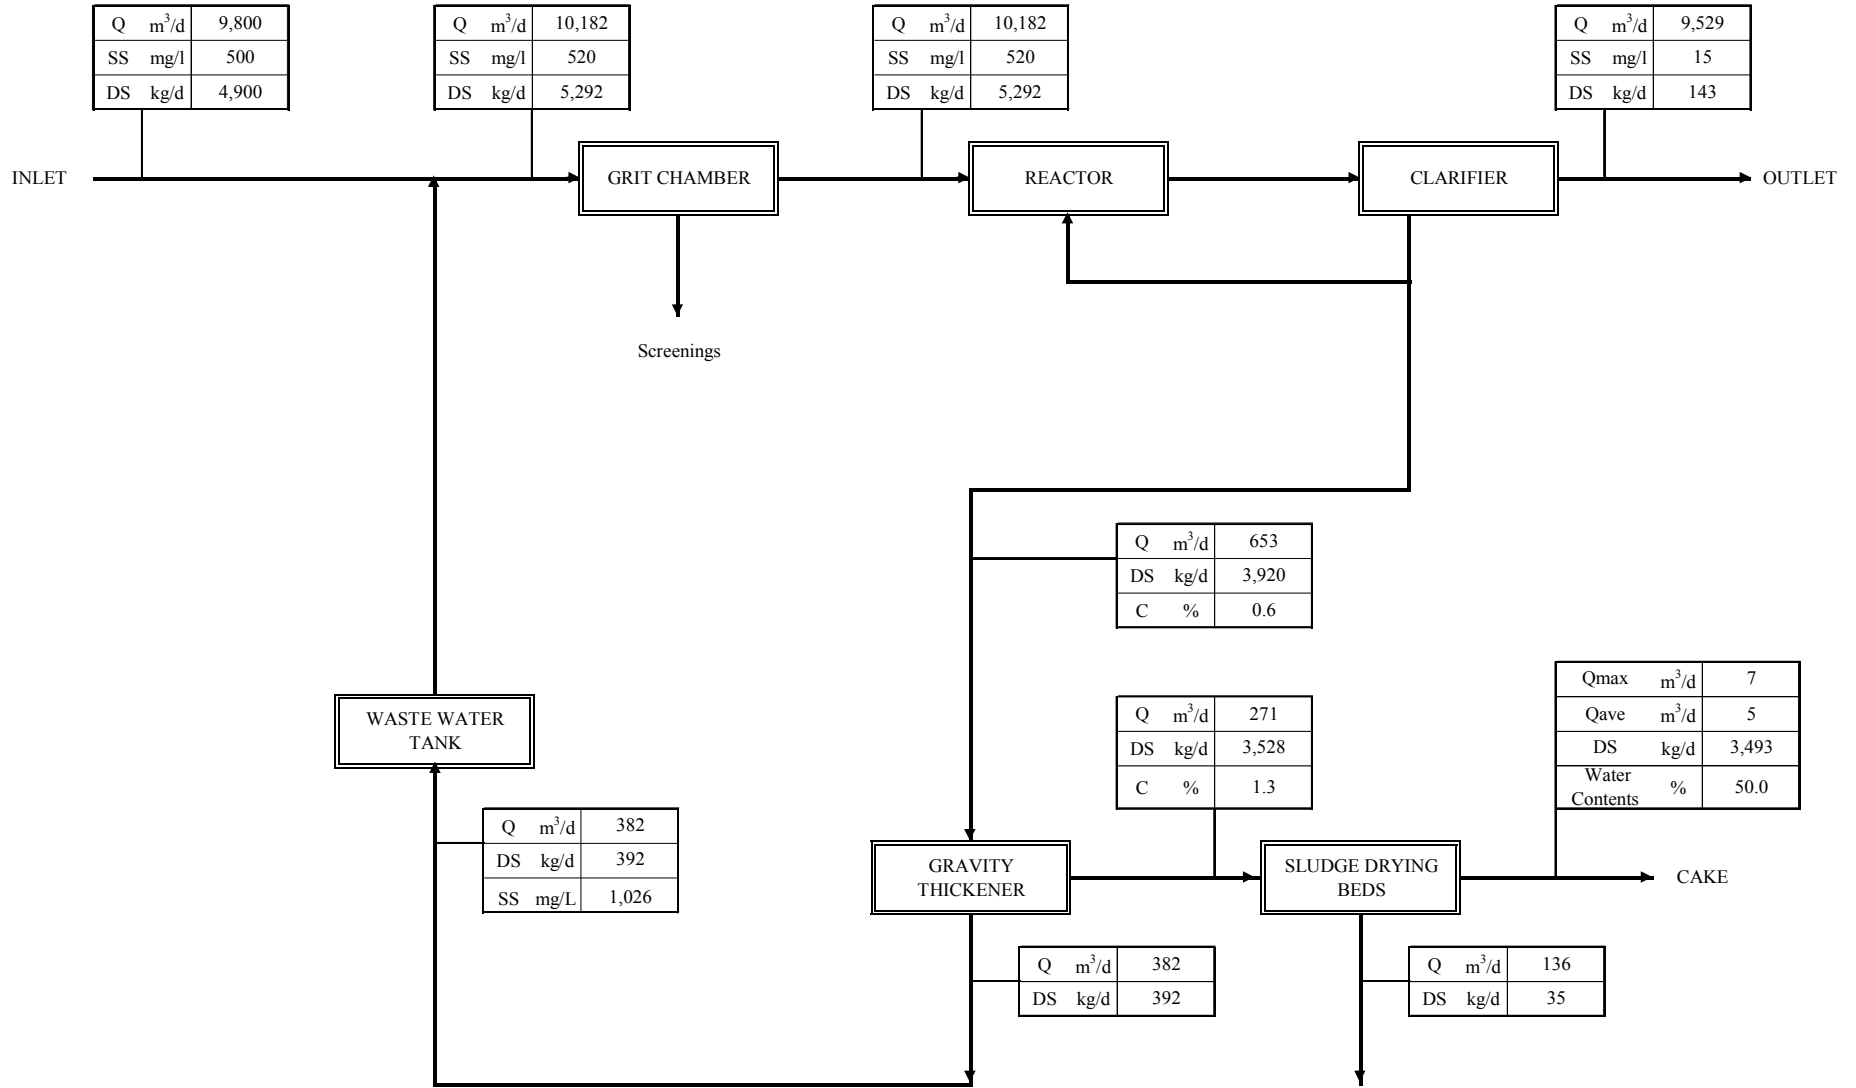 Q m³/d 9,800
SS mg/l 500
DS kg/d 4,900
Q m³/d 10,182
SS mg/l 520
DS kg/d 5,292
Q m³/d 10,182
SS mg/l 520
DS kg/d 5,292
Q m³/d 9,529
SS mg/l 15
DS kg/d 143
INLET
GRIT CHAMBER
REACTOR
CLARIFIER
OUTLET
Screenings
Q m³/d 653
DS kg/d 3,920
C % 0.6
WASTE WATER
TANK
Q m³/d 271
DS kg/d 3,528
C % 1.3
Qmax m³/d 7
Qave m³/d 5
DS kg/d 3,493
Water
Contents % 50.0
Q m³/d 382
DS kg/d 392
SS mg/L 1,026
GRAVITY
THICKENER
SLUDGE DRYING
BEDS
CAKE
Q m³/d 382
DS kg/d 392
Q m³/d 136
DS kg/d 35